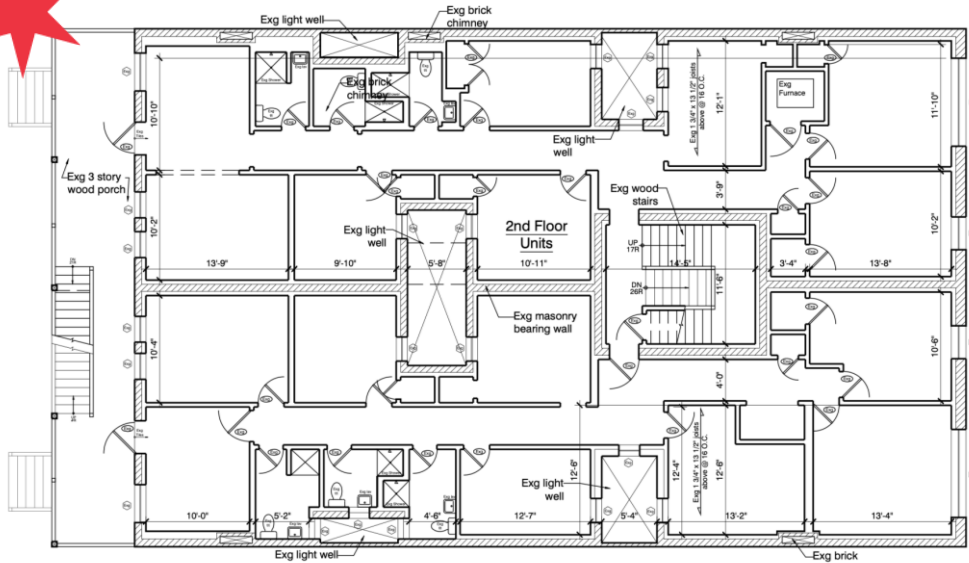 Exg light well
Exg brick
chimney
Exg brick
chimney
Exg
Furnace
10'-10"
12'-1"
Exg 1 3/4" x 13 1/2" joists
above @ 16 O.C.
11'-10"
Exg light
well
Exg 3 story
wood porch
3'-9"
Exg wood
stairs
10'-2"
Exg light
well
2nd Floor
Units
UP
17R
10'-2"
13'-9"
9'-10"
5'-8"
10'-11"
14'-5"
3'-4"
13'-8"
DN
26R
11'-6"
Exg masonry
bearing wall
10'-4"
10'-6"
4'-0"
12'-6"
12'-4"
Exg 1 3/4" x 13 1/2" joists
above @ 16 O.C.
12'-6"
Exg light
well
10'-0"
5'-2"
4'-6"
12'-7"
5'-4"
13'-2"
13'-4"
Exg light well
Exg brick